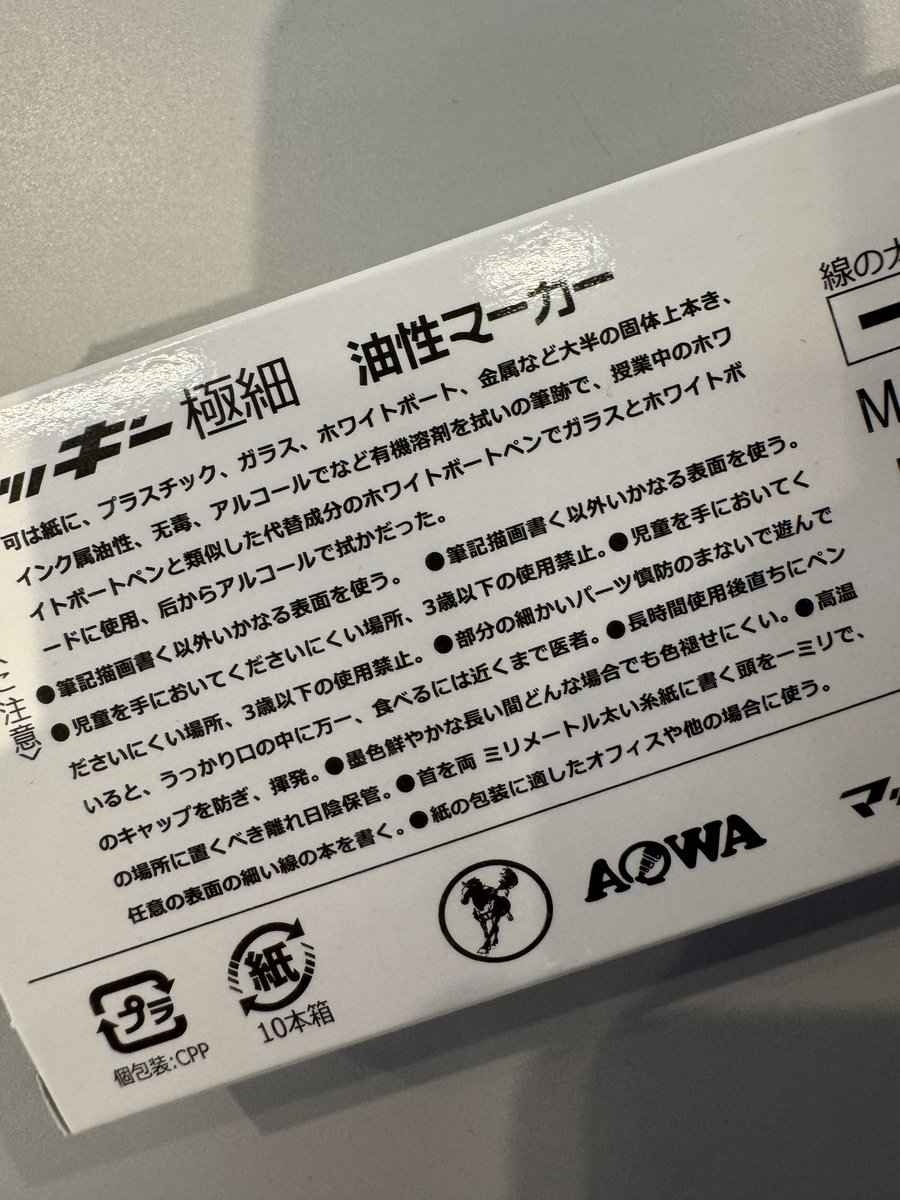 ッキー極細 油性マーカー
可は紙に、プラスチック、ガラス、ホワイトボート、金属など大半の固体上本き、
インク属油性、无毒、アルコールでなど有機溶剤を拭いの筆跡で、授業中のホワ
イトボートペンと類似した代替成分のホワイトボートペンでガラスとホワイトボ
ードに使用、后からアルコールで拭かだった。
●筆記描画書く以外いかなる表面を使う。 ●筆記描画書く以外いかなる表面を使う。
●児童を手においてくださいにくい場所、3歳以下の使用禁止。●児童を手においてく
ださいにくい場所、3歳以下の使用禁止。●部分の細かいパーツ慎防のまないで遊んで
いると、うっかり口の中に万一、食べるには近くまで医者。●長時間使用後直ちにペン
のキャップを防ぎ、揮発。●墨色鮮やかな長い間どんな場合でも色褪せにくい。●高温
の場所に置くべき離れ日陰保管。●首を両 ミリメートル太い糸紙に書く頭を一ミリで、
任意の表面の細い線の本を書く。●紙の包装に適したオフィスや他の場合に使う。
ご注意〉
線の太
M
プラ
個包装:CPP
紙
10本箱
AQWA
マッ